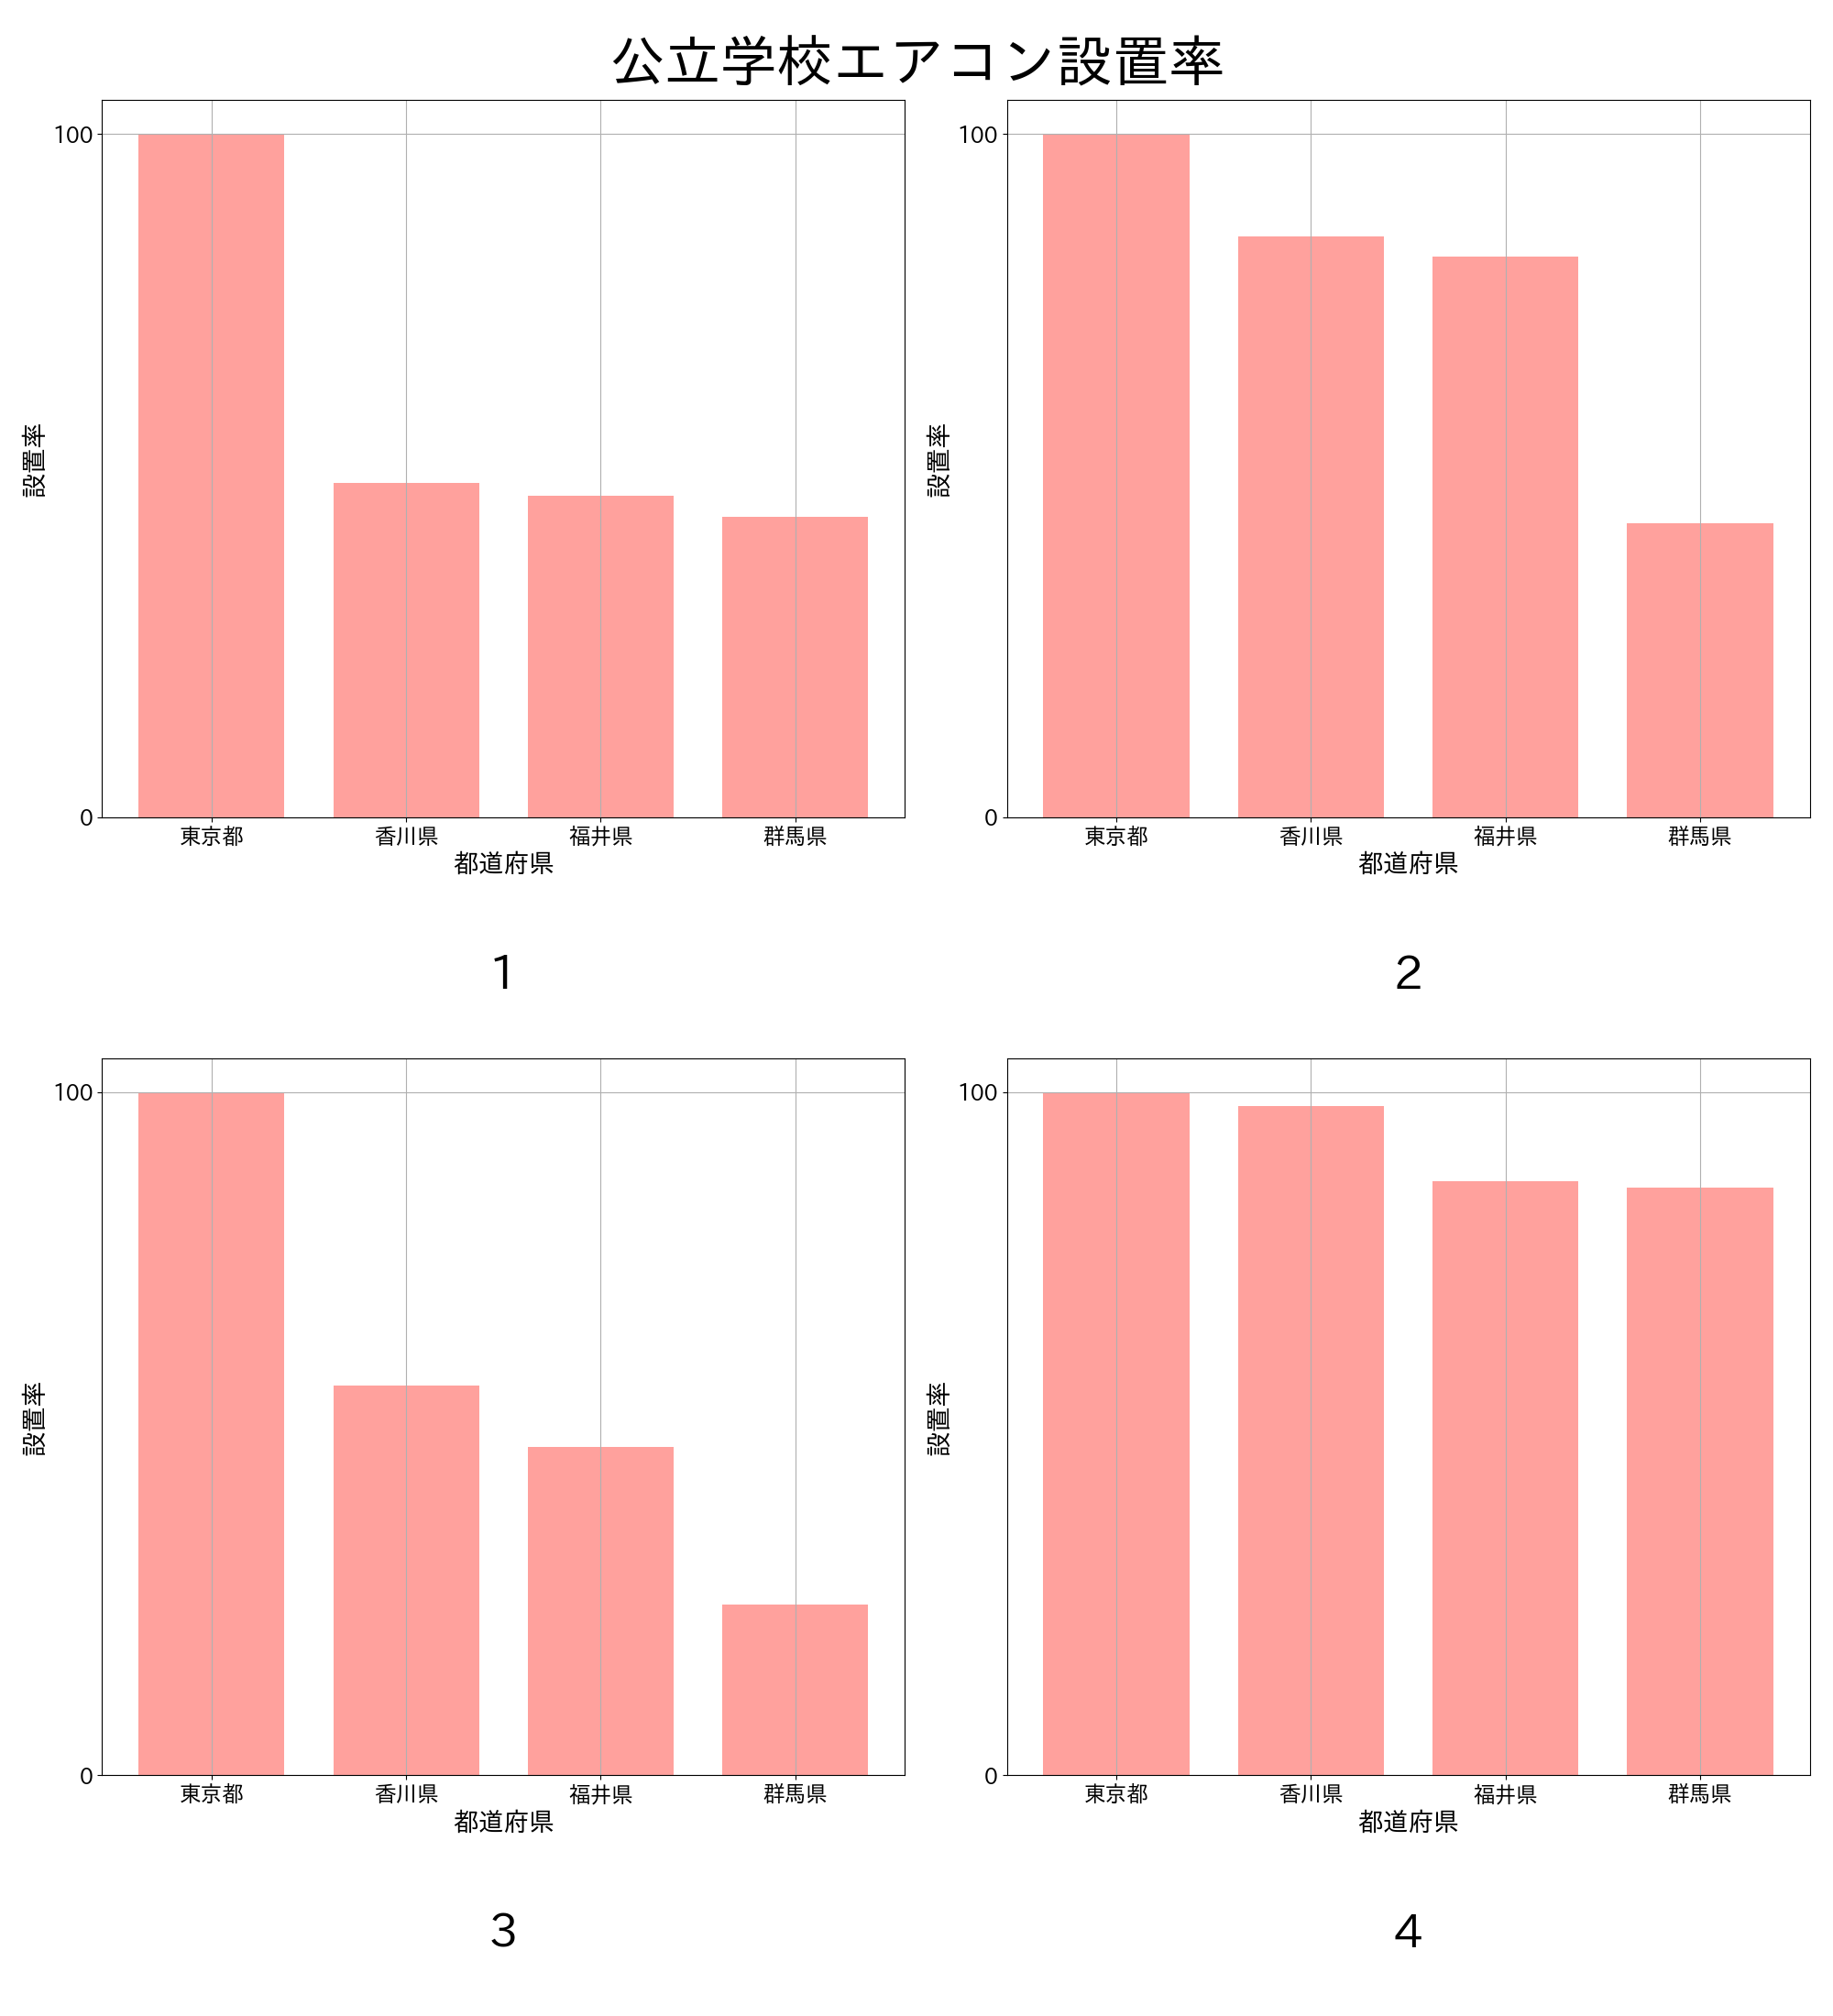 公立学校エアコン設置率
100
0
設置率
東京都 香川県 福井県 群馬県
都道府県
1
100
0
設置率
東京都 香川県 福井県 群馬県
都道府県
2
100
0
設置率
東京都 香川県 福井県 群馬県
都道府県
3
100
0
設置率
東京都 香川県 福井県 群馬県
都道府県
4